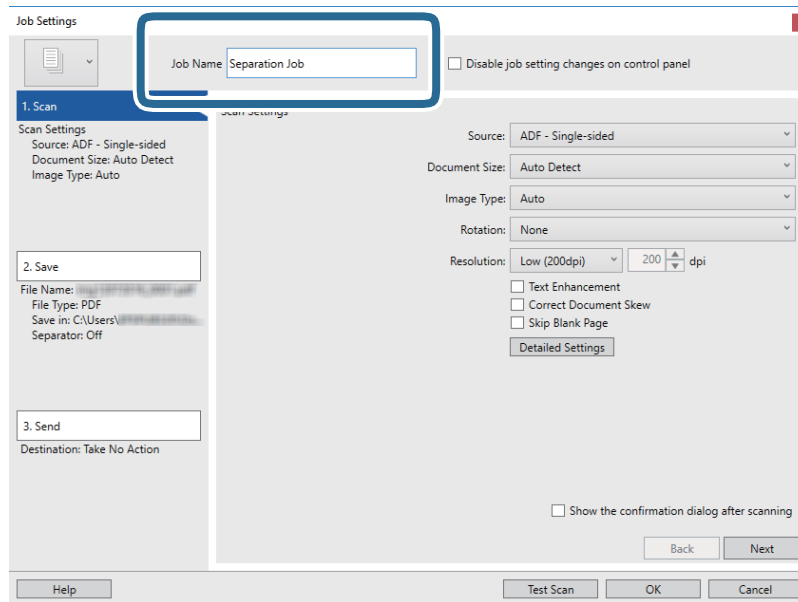 Job Settings
Job Name Separation Job
Disable job setting changes on control panel
1. Scan
Scan Settings
Source: ADF - Single-sided
Document Size: Auto Detect
Image Type: Auto
2. Save
File Name:
File Type: PDF
Save in: C:\Users\
Separator: Off
3. Send
Destination: Take No Action
Scan Settings
Source: ADF - Single-sided
Document Size: Auto Detect
Image Type: Auto
Rotation: None
Resolution: Low (200dpi) 200 dpi
Text Enhancement
Correct Document Skew
Skip Blank Page
Detailed Settings
Show the confirmation dialog after scanning
Back Next
Help Test Scan OK Cancel